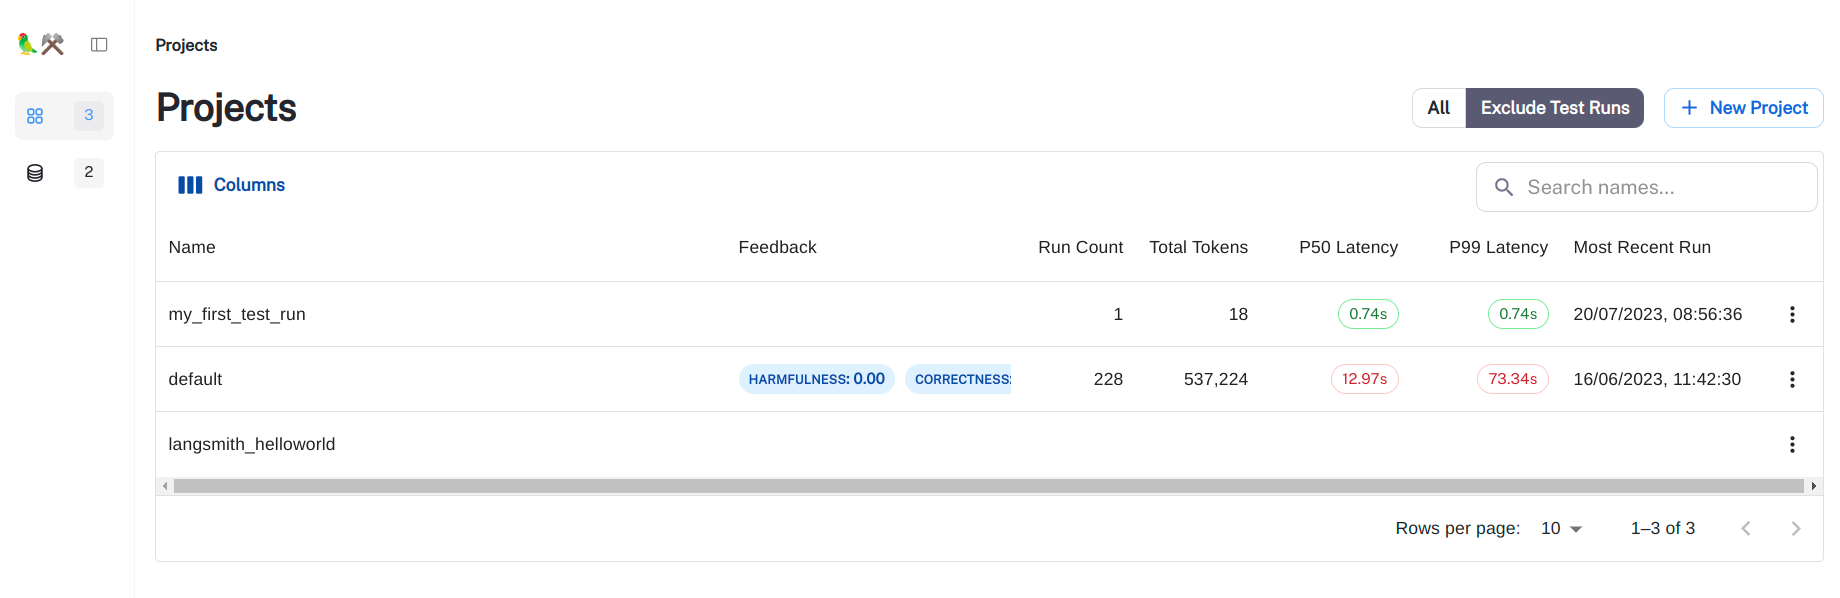 Projects
3
2
Projects
All Exclude Test Runs + New Project
Columns Search names...
Name Feedback Run Count Total Tokens P50 Latency P99 Latency Most Recent Run
my_first_test_run 1 18 0.74s 0.74s 20/07/2023, 08:56:36
default HARMFULNESS: 0.00 CORRECTNESS: 228 537,224 12.97s 73.34s 16/06/2023, 11:42:30
langsmith_helloworld
Rows per page: 10 1–3 of 3